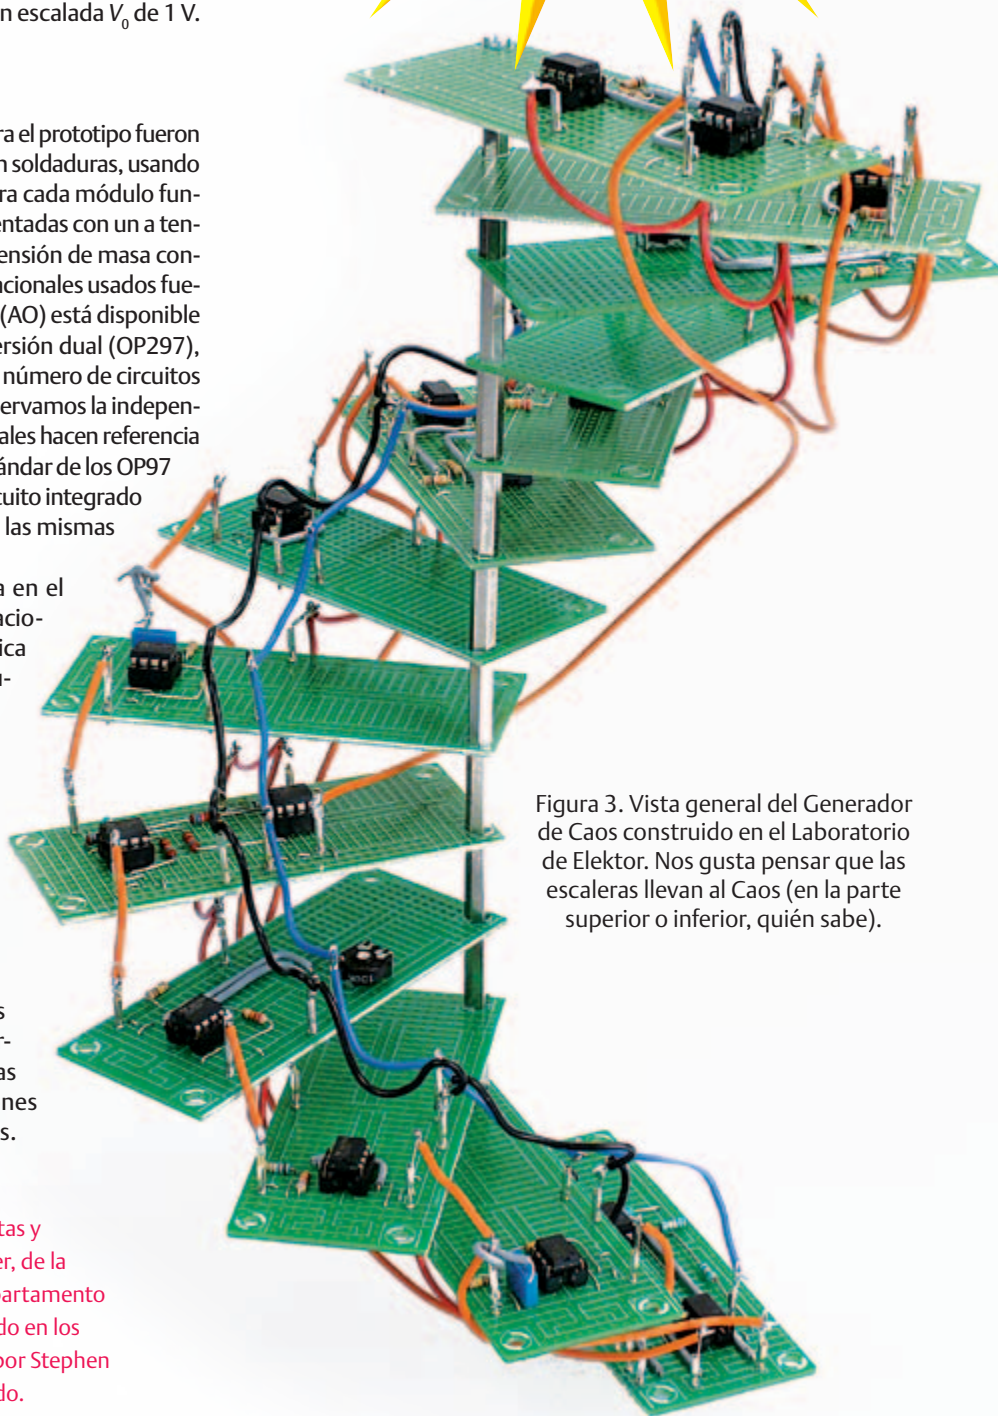 n escalada V0 de 1 V.
ra el prototipo fueron
n soldaduras, usando
ra cada módulo fun-
entadas con un a ten-
ensión de masa con-
acionales usados fue-
(AO) está disponible
ersión dual (OP297),
número de circuitos
servamos la indepen-
ales hacen referencia
ándar de los OP97
cuito integrado
las mismas
a en el
acio-
ica
u-
Figura 3. Vista general del Generador
de Caos construido en el Laboratorio
de Elektor. Nos gusta pensar que las
escaleras llevan al Caos (en la parte
superior o inferior, quién sabe).
s
r-
as
nes
s.
tas y
er, de la
partamento
do en los
por Stephen
do.